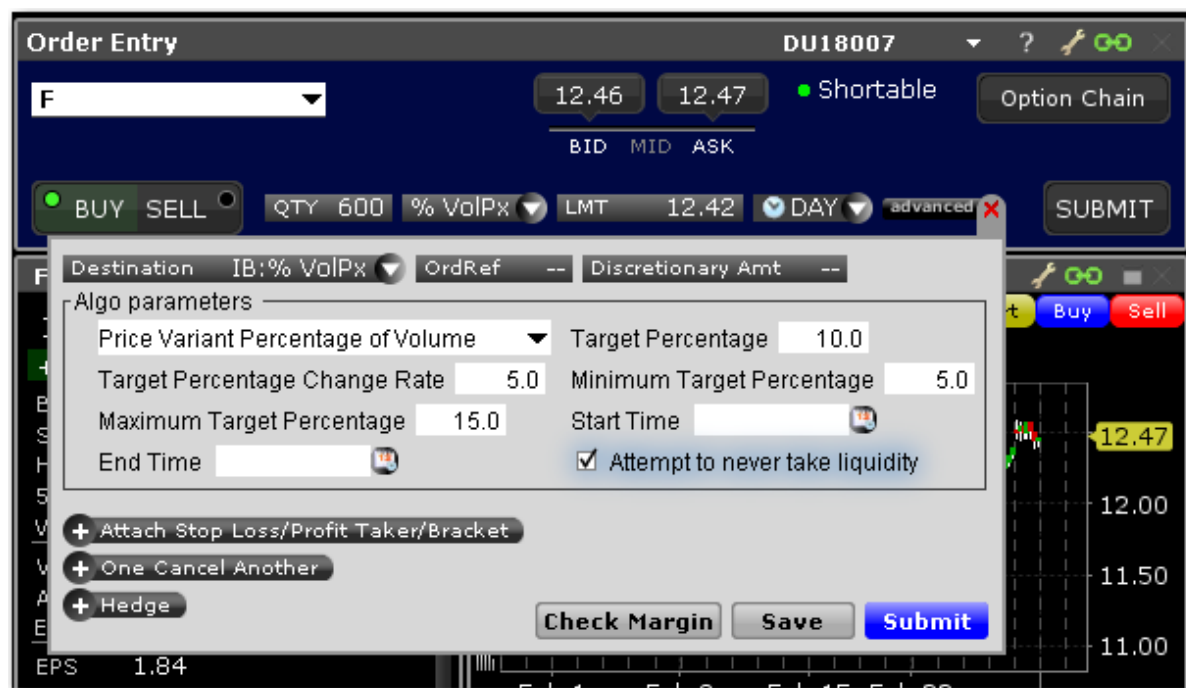 Order Entry DU18007 ?
F 12.46 12.47 Shortable Option Chain
BID MID ASK
BUY SELL QTY 600 % VolPx LMT 12.42 DAY advanced SUBMIT
Destination IB:% VolPx OrdRef -- Discretionary Amt --
F
Algo parameters
Buy Sell
Price Variant Percentage of Volume Target Percentage 10.0
Target Percentage Change Rate 5.0 Minimum Target Percentage 5.0
Maximum Target Percentage 15.0 Start Time
12.47
End Time Attempt to never take liquidity
12.00
+ Attach Stop Loss/Profit Taker/Bracket
+ One Cancel Another
11.50
+ Hedge
Check Margin Save Submit
11.00
EPS 1.84